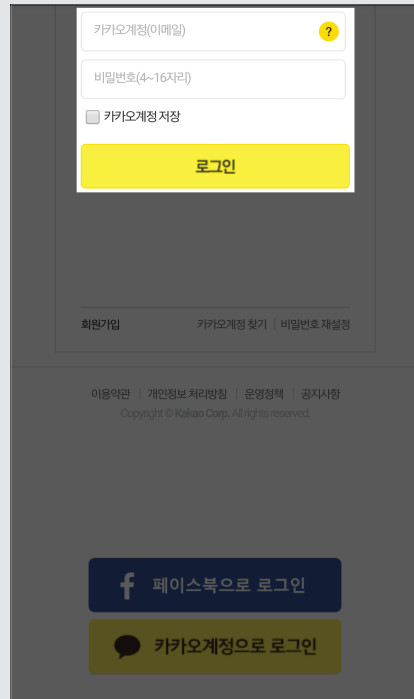 카카오계정(이메일)
?
비밀번호(4~16자리)
카카오계정 저장
로그인
회원가입 카카오계정 찾기 | 비밀번호 재설정
이용약관 | 개인정보 처리방침 | 운영정책 | 공지사항
Copyright © Kakao Corp. All rights reserved.
f 페이스북으로 로그인
카카오계정으로 로그인